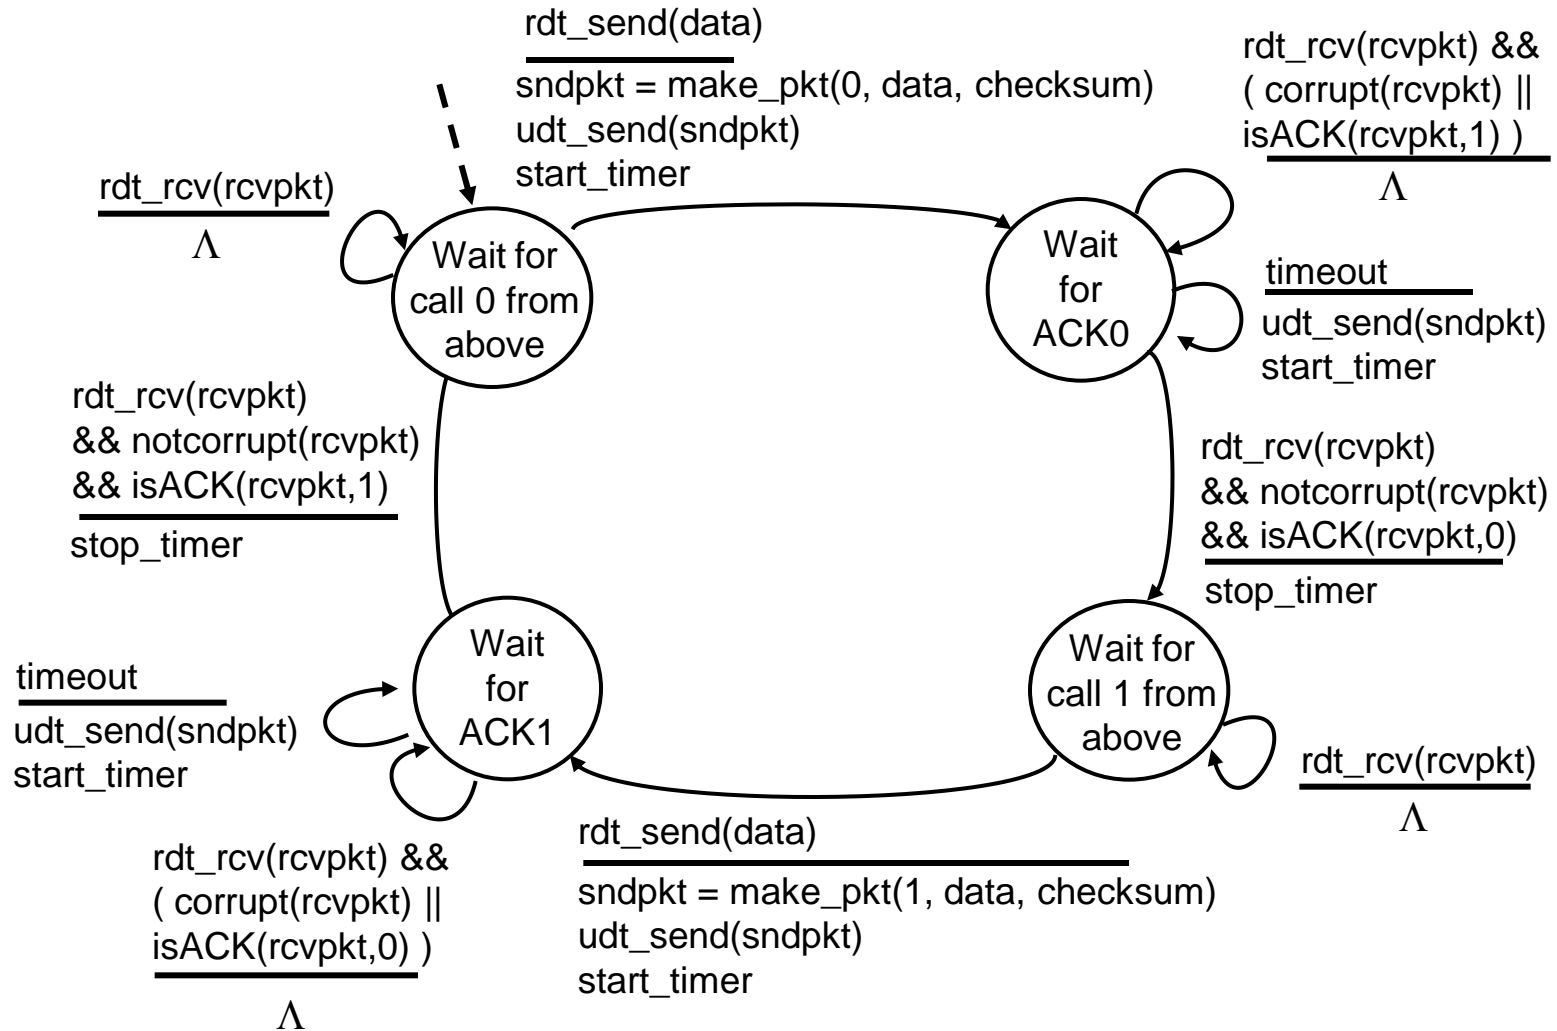 rdt_send(data)
sndpkt = make_pkt(0, data, checksum)
udt_send(sndpkt)
start_timer
rdt_rcv(rcvpkt) &&
( corrupt(rcvpkt) ||
isACK(rcvpkt,1) )
Λ
rdt_rcv(rcvpkt)
Λ
Wait for
call 0 from
above
Wait
for
ACK0
timeout
udt_send(sndpkt)
start_timer
rdt_rcv(rcvpkt)
&& notcorrupt(rcvpkt)
&& isACK(rcvpkt,1)
stop_timer
rdt_rcv(rcvpkt)
&& notcorrupt(rcvpkt)
&& isACK(rcvpkt,0)
stop_timer
Wait
for
ACK1
Wait for
call 1 from
above
timeout
udt_send(sndpkt)
start_timer
rdt_rcv(rcvpkt)
Λ
rdt_rcv(rcvpkt) &&
( corrupt(rcvpkt) ||
isACK(rcvpkt,0) )
Λ
rdt_send(data)
sndpkt = make_pkt(1, data, checksum)
udt_send(sndpkt)
start_timer